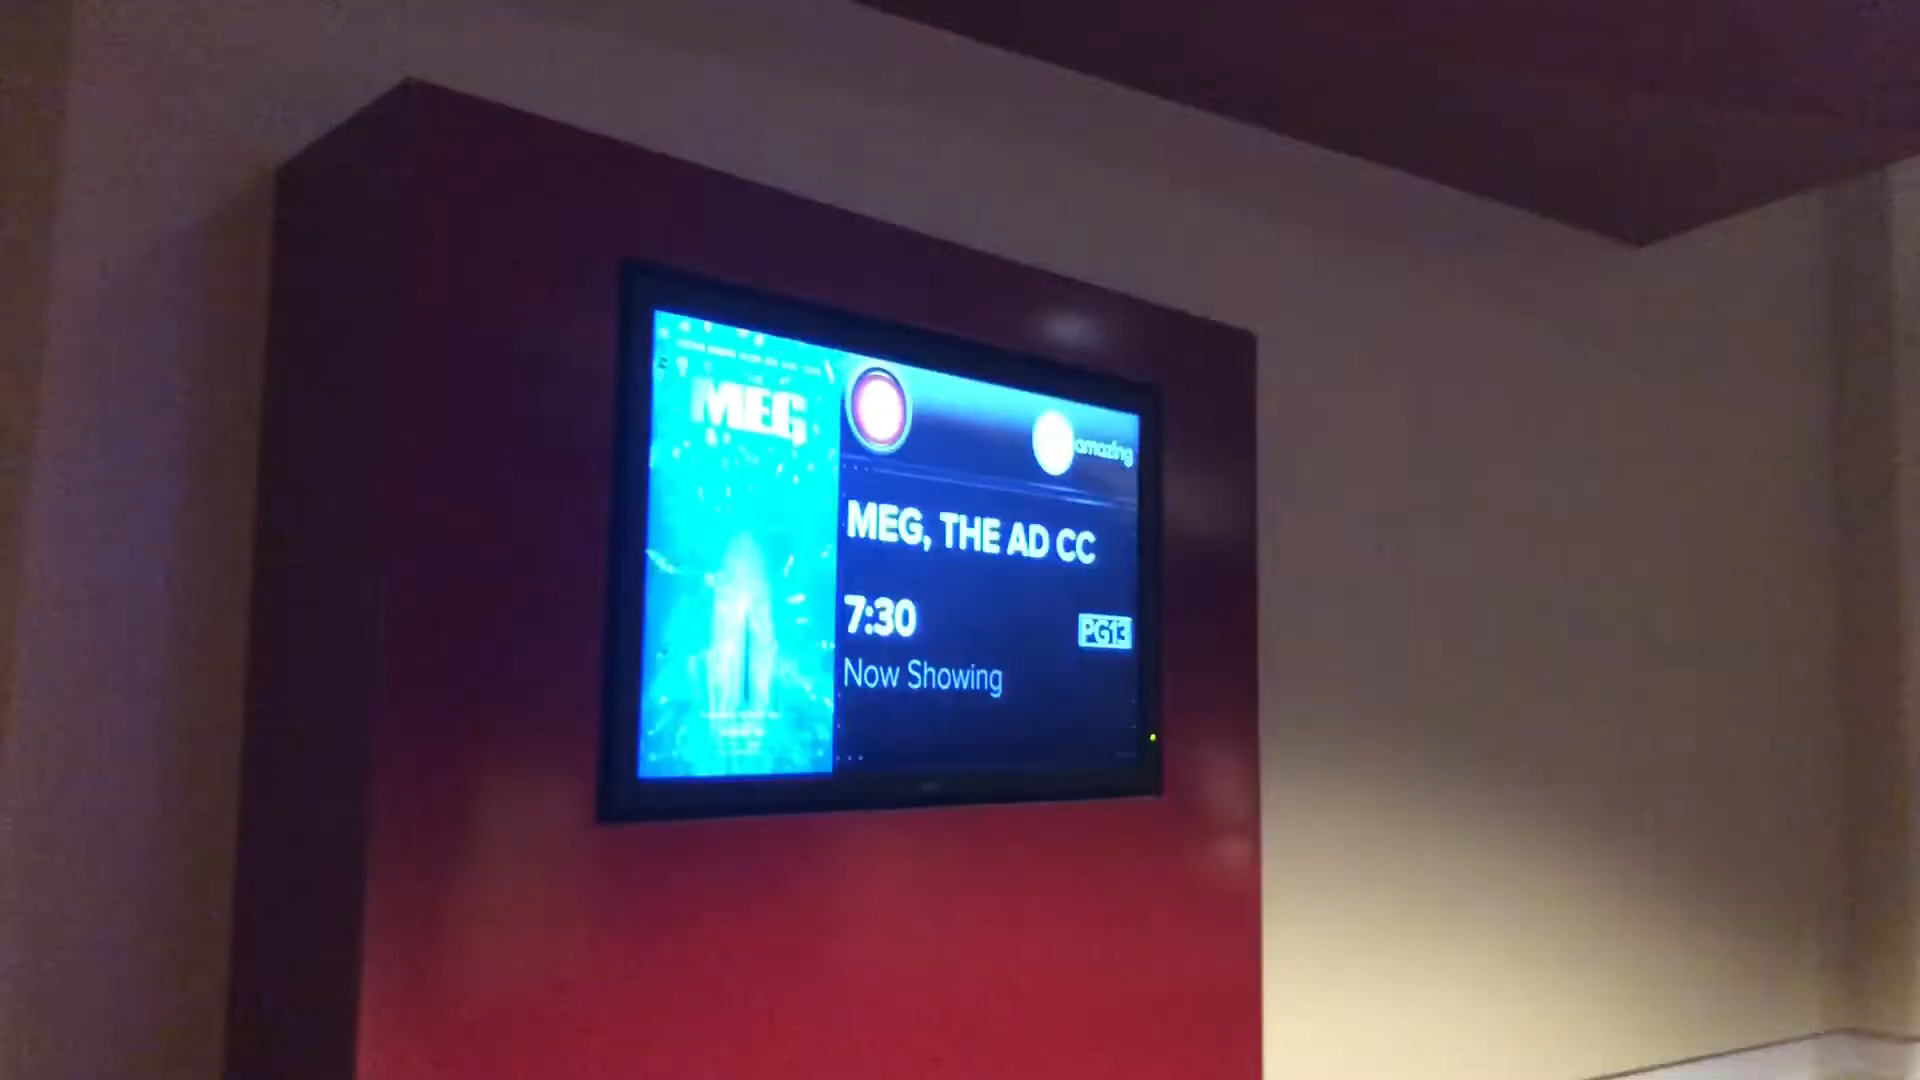 MEG
amazing
MEG, THE AD CC
7:30
PG13
Now Showing